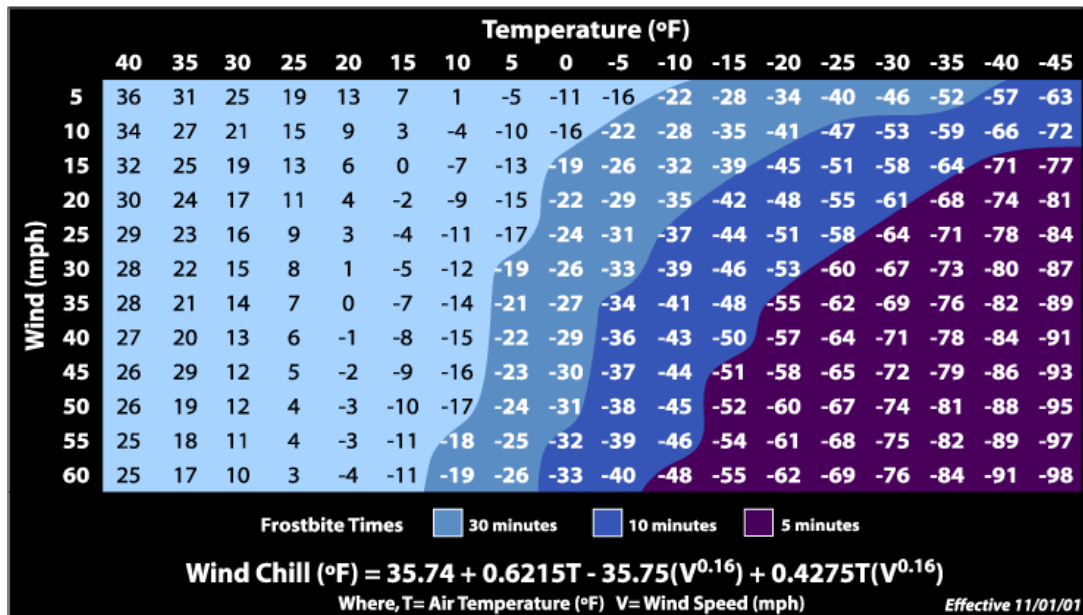 Temperature (ºF)
40 35 30 25 20 15 10 5 0 -5 -10 -15 -20 -25 -30 -35 -40 -45
5 36 31 25 19 13 7 1 -5 -11 -16 -22 -28 -34 -40 -46 -52 -57 -63
10 34 27 21 15 9 3 -4 -10 -16 -22 -28 -35 -41 -47 -53 -59 -66 -72
15 32 25 19 13 6 0 -7 -13 -19 -26 -32 -39 -45 -51 -58 -64 -71 -77
20 30 24 17 11 4 -2 -9 -15 -22 -29 -35 -42 -48 -55 -61 -68 -74 -81
25 29 23 16 9 3 -4 -11 -17 -24 -31 -37 -44 -51 -58 -64 -71 -78 -84
30 28 22 15 8 1 -5 -12 -19 -26 -33 -39 -46 -53 -60 -67 -73 -80 -87
35 28 21 14 7 0 -7 -14 -21 -27 -34 -41 -48 -55 -62 -69 -76 -82 -89
40 27 20 13 6 -1 -8 -15 -22 -29 -36 -43 -50 -57 -64 -71 -78 -84 -91
45 26 29 12 5 -2 -9 -16 -23 -30 -37 -44 -51 -58 -65 -72 -79 -86 -93
50 26 19 12 4 -3 -10 -17 -24 -31 -38 -45 -52 -60 -67 -74 -81 -88 -95
55 25 18 11 4 -3 -11 -18 -25 -32 -39 -46 -54 -61 -68 -75 -82 -89 -97
60 25 17 10 3 -4 -11 -19 -26 -33 -40 -48 -55 -62 -69 -76 -84 -91 -98
Wind (mph)
Frostbite Times 30 minutes 10 minutes 5 minutes
Wind Chill (ºF) = 35.74 + 0.6215T - 35.75(V^0.16) + 0.4275T(V^0.16)
Where, T= Air Temperature (ºF) V= Wind Speed (mph) Effective 11/01/01